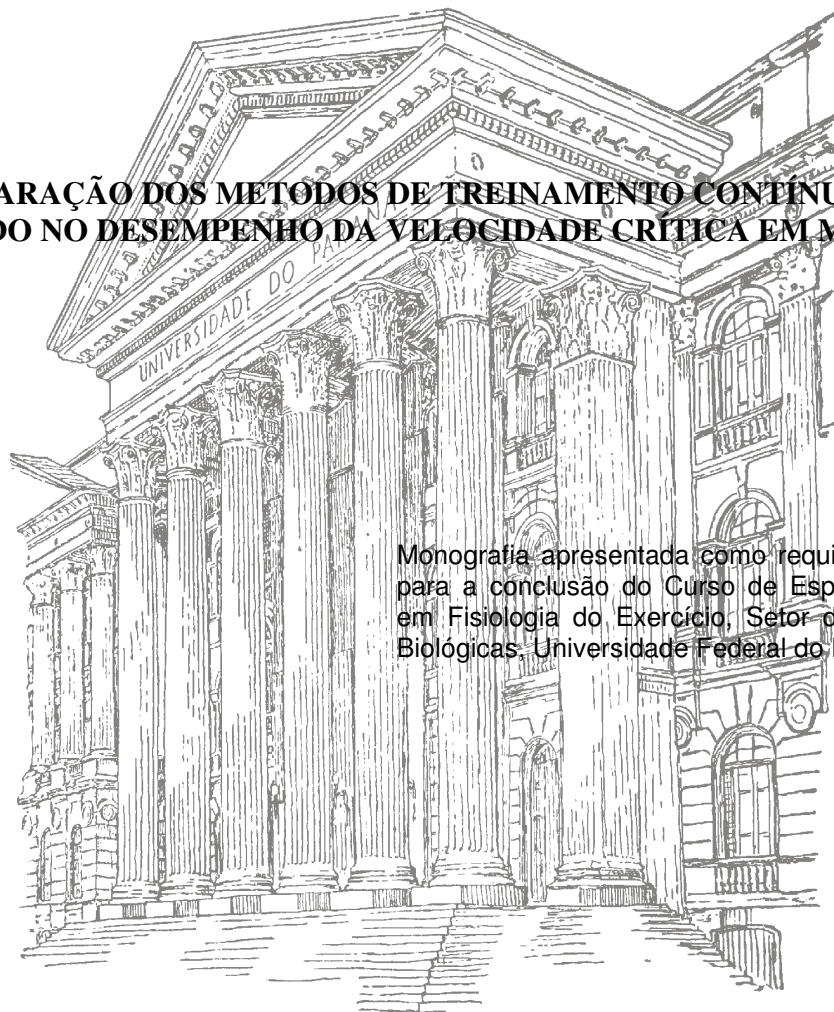 ARAÇÃO DOS METODOS DE TREINAMENTO CONTÍNU
DO NO DESEMPENHO DA VELOCIDADE CRÍTICA EM M
UNIVERSIDADE DO PARANÁ
Monografia apresentada como requi
para a conclusão do Curso de Esp
em Fisiologia do Exercício, Setor d
Biológicas, Universidade Federal do